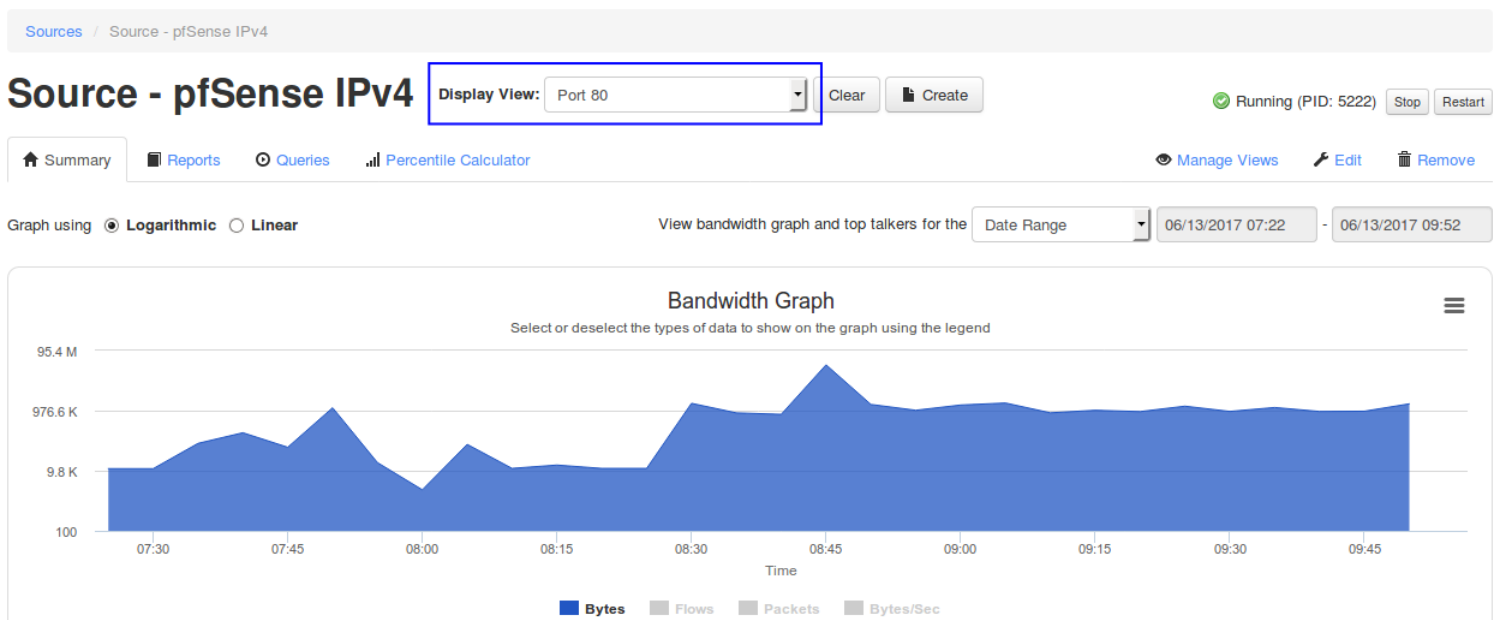 Sources / Source - pfSense IPv4
Source - pfSense IPv4 Display View: Port 80 Clear Create Running (PID: 5222) Stop Restart
Summary Reports Queries Percentile Calculator Manage Views Edit Remove
Graph using Logarithmic Linear View bandwidth graph and top talkers for the Date Range 06/13/2017 07:22 - 06/13/2017 09:52
Bandwidth Graph
Select or deselect the types of data to show on the graph using the legend
95.4 M
976.6 K
9.8 K
100
07:30 07:45 08:00 08:15 08:30 08:45 09:00 09:15 09:30 09:45
Time
Bytes Flows Packets Bytes/Sec